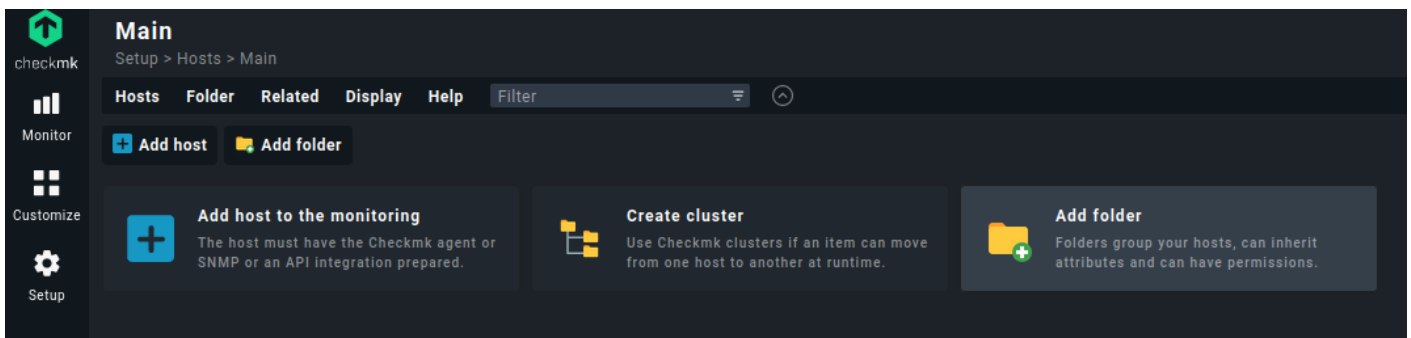 checkmk
Monitor
Customize
Setup
Main
Setup > Hosts > Main
Hosts Folder Related Display Help Filter
Add host Add folder
Add host to the monitoring
The host must have the Checkmk agent or
SNMP or an API integration prepared.
Create cluster
Use Checkmk clusters if an item can move
from one host to another at runtime.
Add folder
Folders group your hosts, can inherit
attributes and can have permissions.